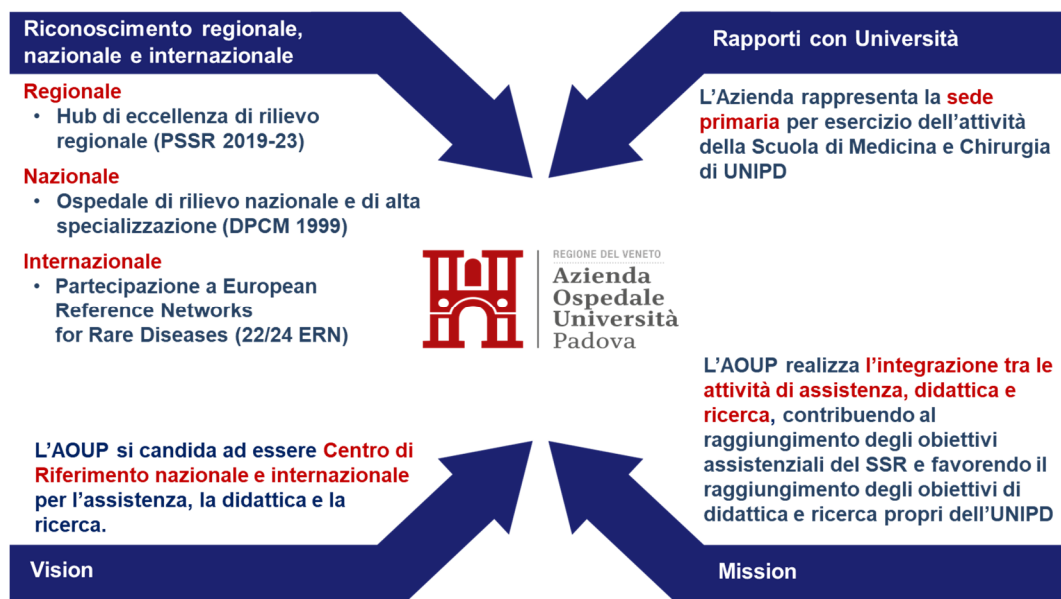 Riconoscimento regionale,
nazionale e internazionale
Regionale
• Hub di eccellenza di rilievo
regionale (PSSR 2019-23)
Nazionale
• Ospedale di rilievo nazionale e di alta
specializzazione (DPCM 1999)
Internazionale
• Partecipazione a European
Reference Networks
for Rare Diseases (22/24 ERN)
Rapporti con Università
L'Azienda rappresenta la sede
primaria per esercizio dell'attività
della Scuola di Medicina e Chirurgia
di UNIPD
REGIONE DEL VENETO
Azienda
Ospedale
Università
Padova
L'AOUP si candida ad essere Centro di
Riferimento nazionale e internazionale
per l'assistenza, la didattica e la
ricerca.
Vision
L'AOUP realizza l'integrazione tra le
attività di assistenza, didattica e
ricerca, contribuendo al
raggiungimento degli obiettivi
assistenziali del SSR e favorendo il
raggiungimento degli obiettivi di
didattica e ricerca propri dell'UNIPD
Mission